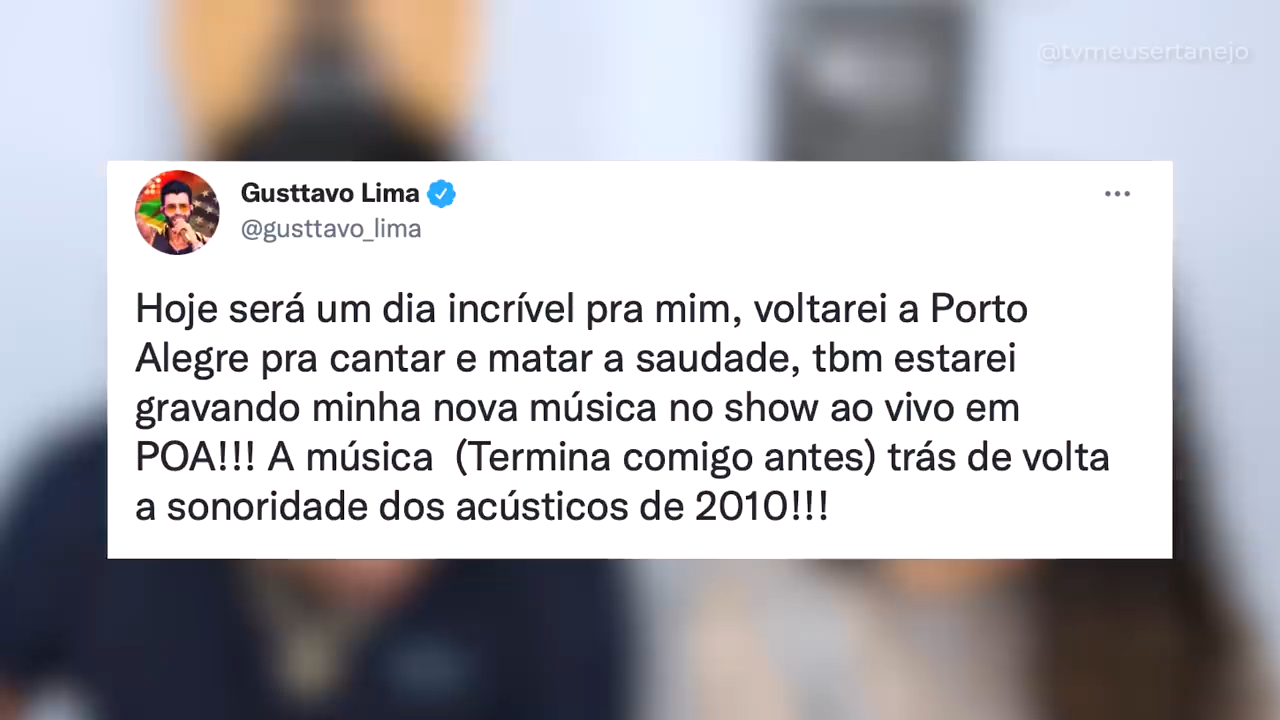 @tvmeusertanejo
Gusttavo Lima
@gusttavo_lima
Hoje será um dia incrível pra mim, voltarei a Porto
Alegre pra cantar e matar a saudade, tbm estarei
gravando minha nova música no show ao vivo em
POA!!! A música  (Termina comigo antes) trás de volta
a sonoridade dos acústicos de 2010!!!